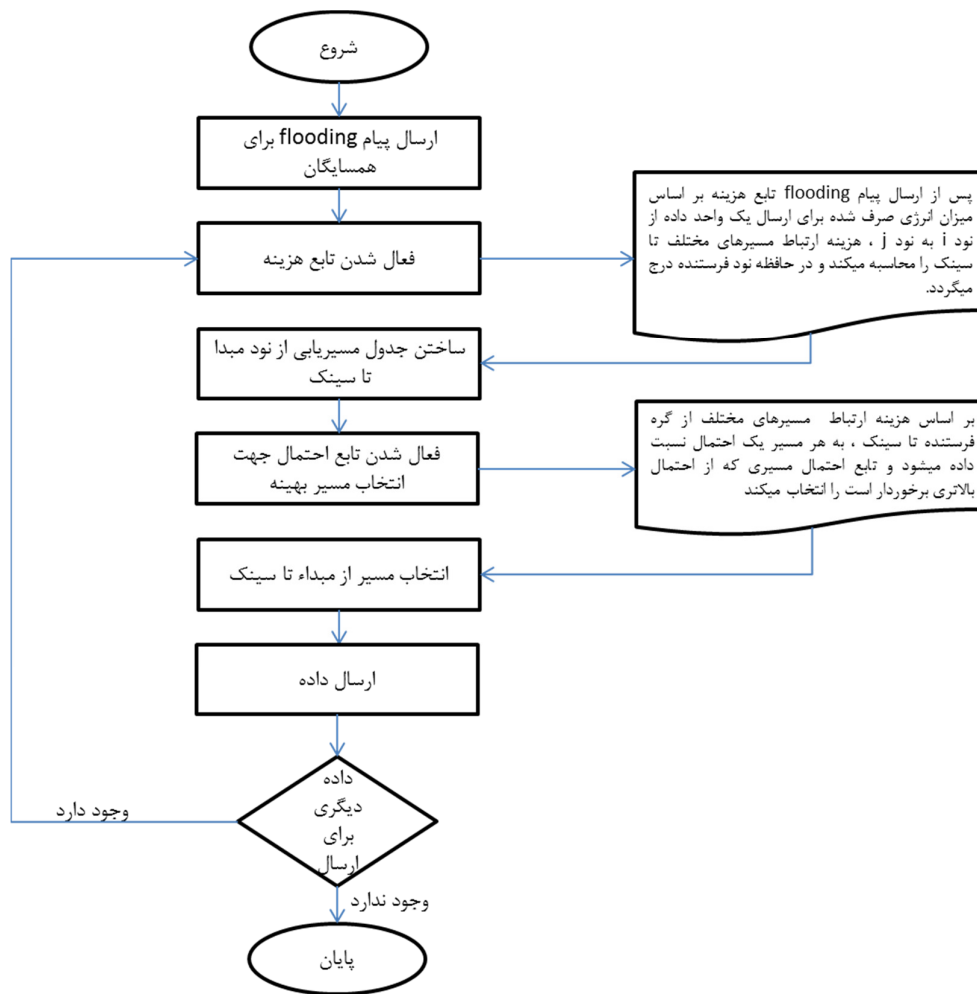 شروع
ارسال پیام flooding برای
همسایگان
فعال شدن تابع هزینه
پس از ارسال پیام flooding تابع هزینه بر اساس
میزان انرژی صرف شده برای ارسال یک واحد داده از
نود i به نود j ، هزینه ارتباط مسیرهای مختلف تا
سینک را محاسبه میکند و در حافظه نود فرستنده درج
میگردد.
ساختن جدول مسیریابی از نود مبدا
تا سینک
فعال شدن تابع احتمال جهت
انتخاب مسیر بهینه
بر اساس هزینه ارتباط مسیرهای مختلف از گره
فرستنده تا سینک ، به هر مسیر یک احتمال نسبت
داده میشود و تابع احتمال مسیری که از احتمال
بالاتری برخوردار است را انتخاب میکند
انتخاب مسیر از مبداء تا سینک
ارسال داده
داده
دیگری
برای
ارسال
وجود دارد
وجود ندارد
پایان